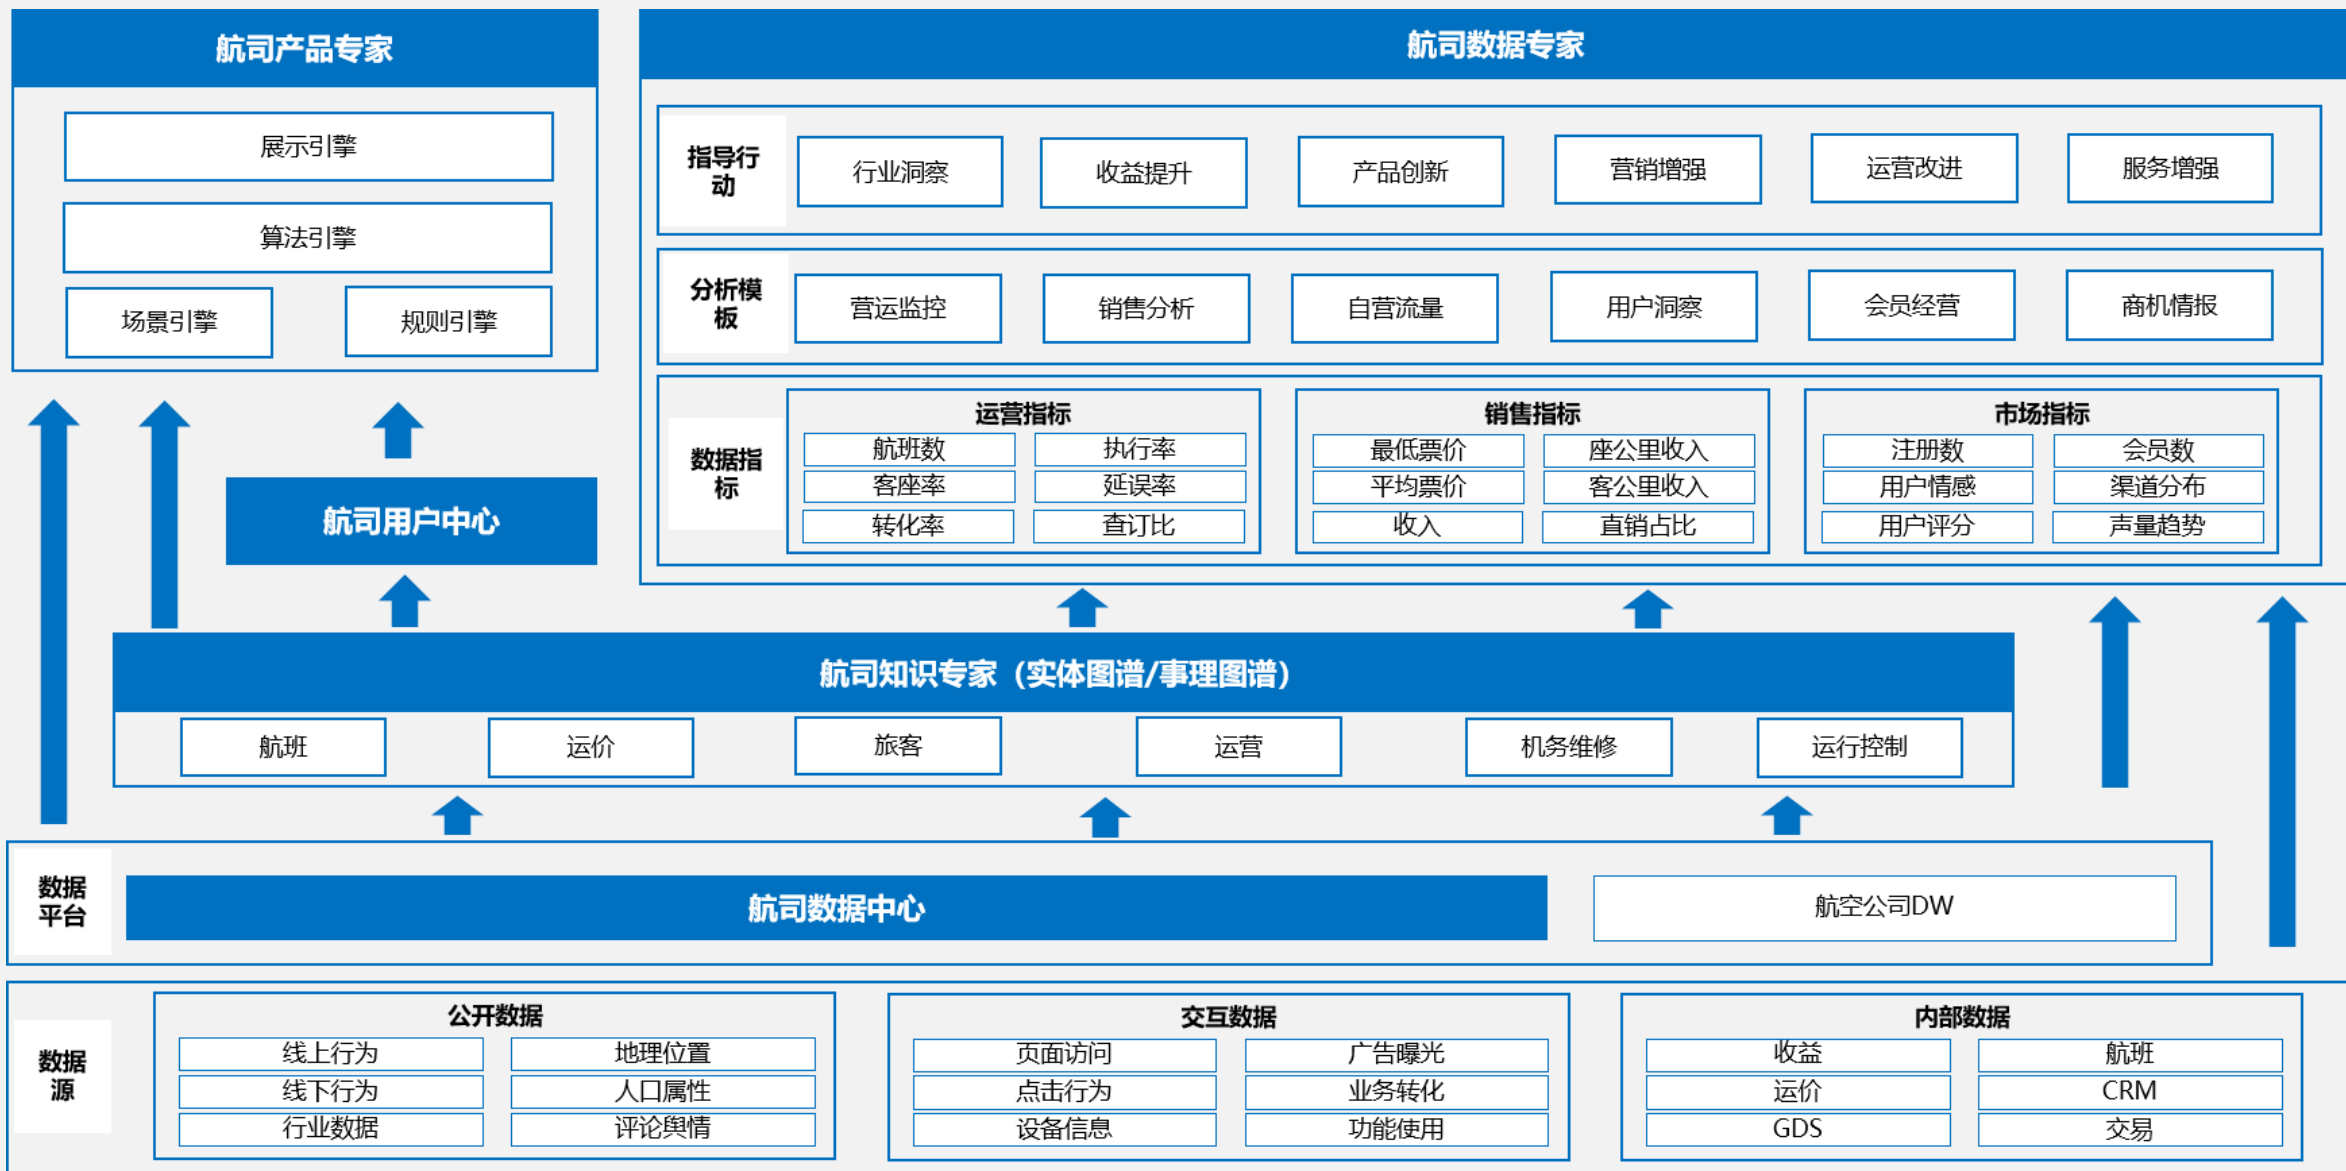 航司产品专家
展示引擎
算法引擎
场景引擎
规则引擎
航司用户中心
航司数据专家
指导行
动
行业洞察
收益提升
产品创新
营销增强
运营改进
服务增强
分析模
板
营运监控
销售分析
自营流量
用户洞察
会员经营
商机情报
数据指
标
运营指标
航班数
执行率
客座率
延误率
转化率
查订比
销售指标
最低票价
座公里收入
平均票价
客公里收入
收入
直销占比
市场指标
注册数
会员数
用户情感
渠道分布
用户评分
声量趋势
航司知识专家（实体图谱/事理图谱）
航班
运价
旅客
运营
机务维修
运行控制
数据
平台
航司数据中心
航空公司DW
数据
源
公开数据
线上行为
地理位置
线下行为
人口属性
行业数据
评论舆情
交互数据
页面访问
广告曝光
点击行为
业务转化
设备信息
功能使用
内部数据
收益
航班
运价
CRM
GDS
交易